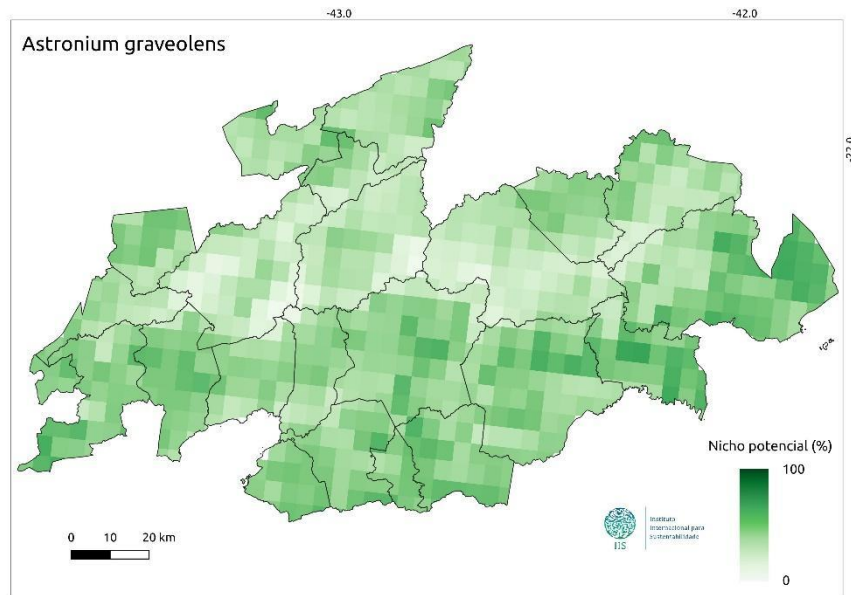 -43.0
-42.0
Astronium graveolens
-22.0
Nicho potencial (%)
100
0
0 10 20 km
IIS
Instituto
Internacional para
Sustentabilidade